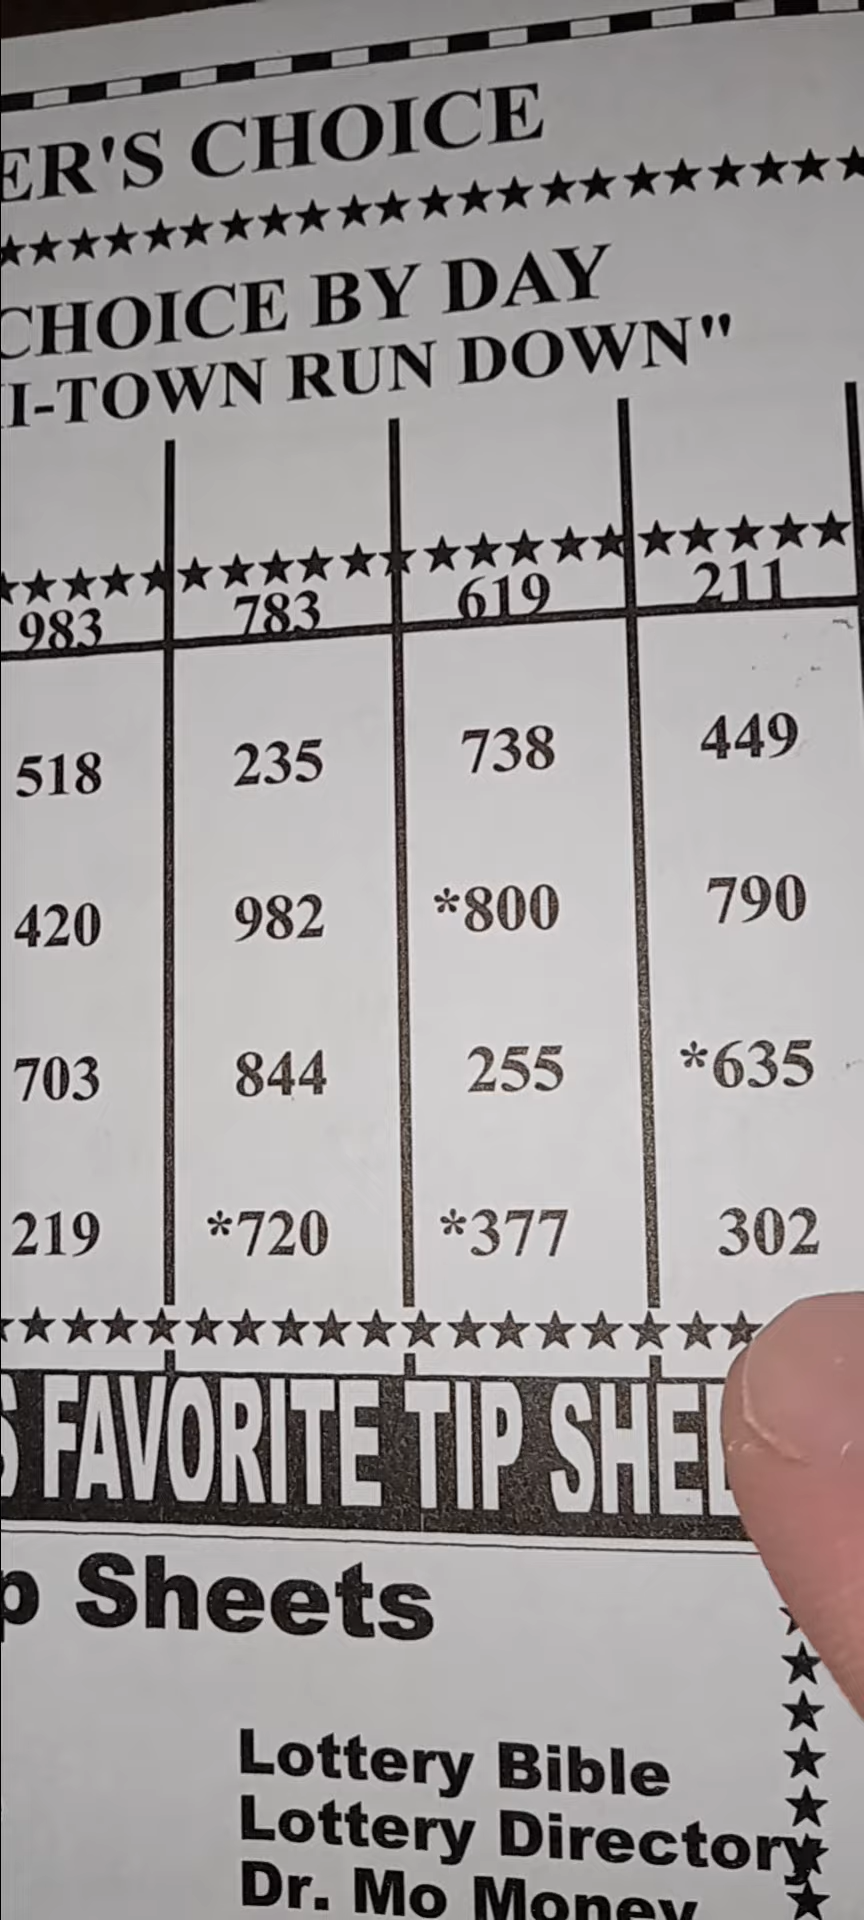 ER'S CHOICE
CHOICE BY DAY
I-TOWN RUN DOWN"
983 783 619 211
518 235 738 449
420 982 *800 790
703 844 255 *635
219 *720 *377 302
FAVORITE TIP
p Sheets
Lottery Bible
Lottery Directory
Dr. Mo Money